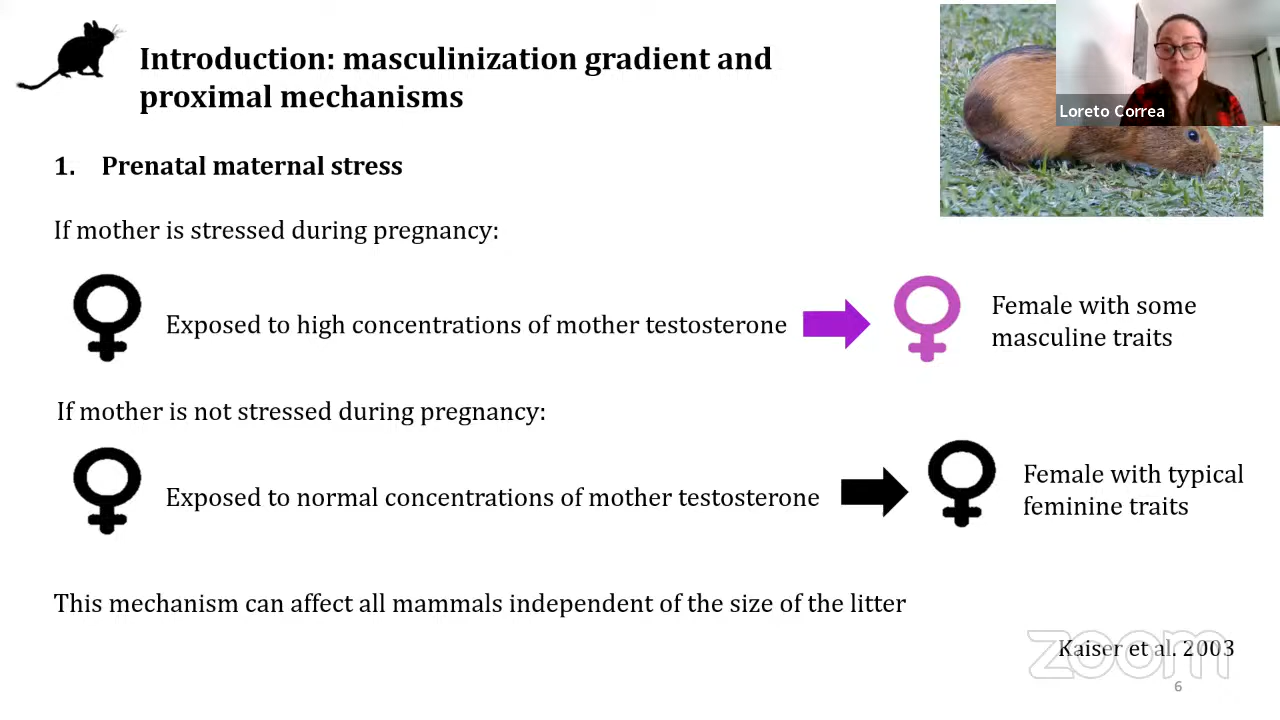 Introduction: masculinization gradient and
proximal mechanisms
Loreto Correa
1. Prenatal maternal stress
If mother is stressed during pregnancy:
Exposed to high concentrations of mother testosterone
Female with some
masculine traits
If mother is not stressed during pregnancy:
Exposed to normal concentrations of mother testosterone
Female with typical
feminine traits
This mechanism can affect all mammals independent of the size of the litter
zoom
Kaiser et al. 2003
6